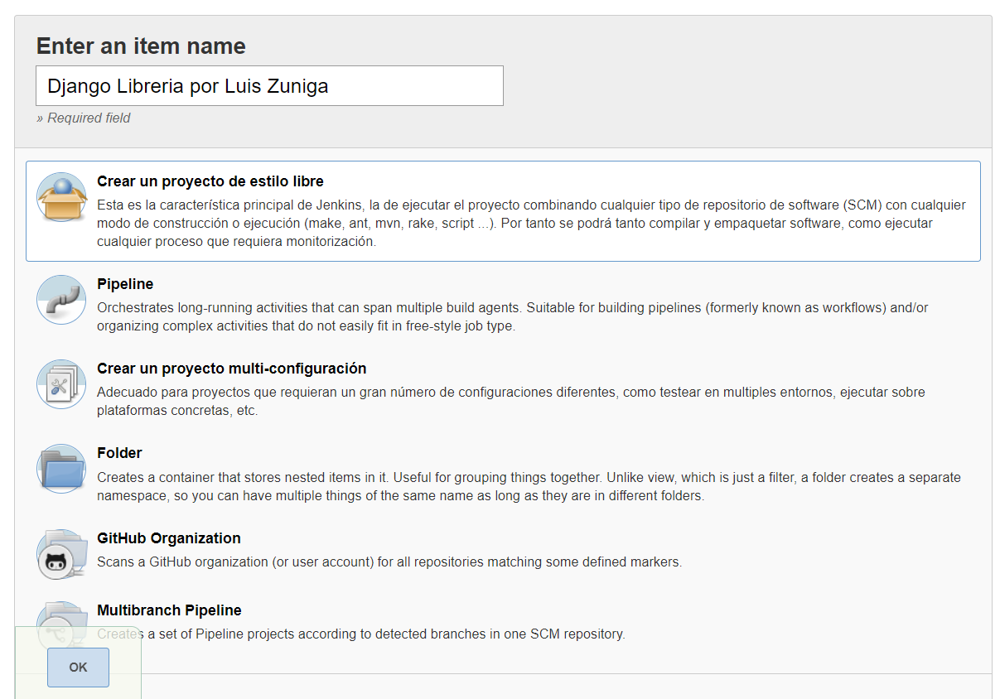 Enter an item name
Django Libreria por Luis Zuniga
» Required field
Crear un proyecto de estilo libre
Esta es la característica principal de Jenkins, la de ejecutar el proyecto combinando cualquier tipo de repositorio de software (SCM) con cualquier
modo de construcción o ejecución (make, ant, mvn, rake, script ...). Por tanto se podrá tanto compilar y empaquetar software, como ejecutar
cualquier proceso que requiera monitorización.
Pipeline
Orchestrates long-running activities that can span multiple build agents. Suitable for building pipelines (formerly known as workflows) and/or
organizing complex activities that do not easily fit in free-style job type.
Crear un proyecto multi-configuración
Adecuado para proyectos que requieran un gran número de configuraciones diferentes, como testear en multiples entornos, ejecutar sobre
plataformas concretas, etc.
Folder
Creates a container that stores nested items in it. Useful for grouping things together. Unlike view, which is just a filter, a folder creates a separate
namespace, so you can have multiple things of the same name as long as they are in different folders.
GitHub Organization
Scans a GitHub organization (or user account) for all repositories matching some defined markers.
Multibranch Pipeline
Creates a set of Pipeline projects according to detected branches in one SCM repository.
OK